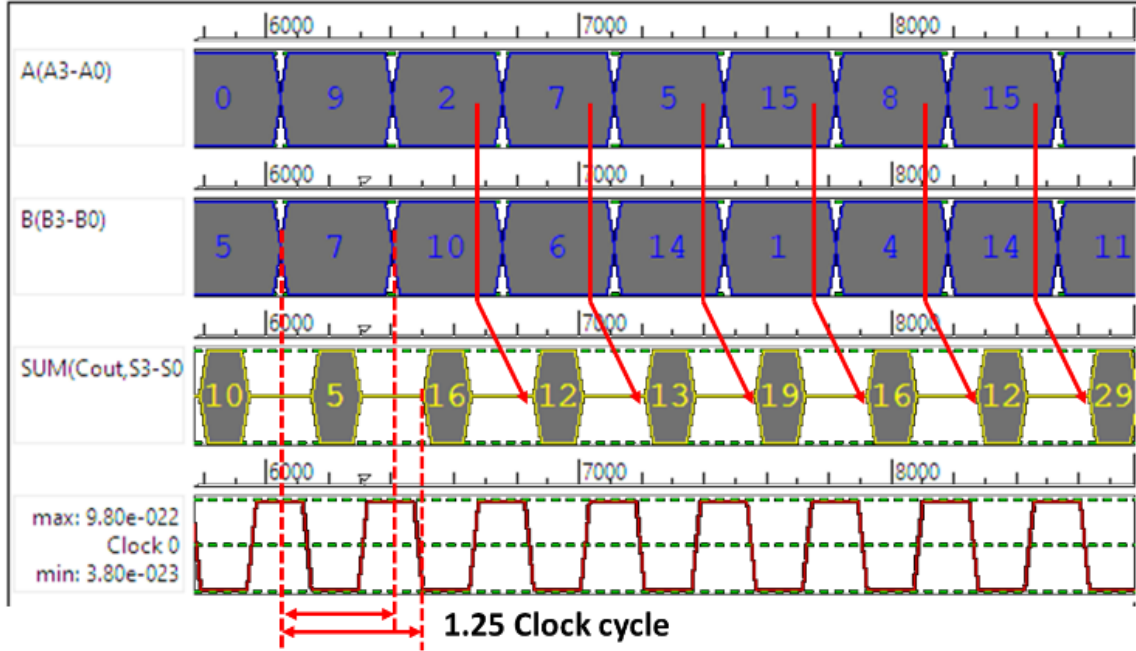 6000 7000 8000
A(A3-A0)
0 9 2 7 5 15 8 15
6000 7000 8000
B(B3-B0)
5 7 10 6 14 1 4 14 11
6000 7000 8000
SUM(Cout,S3-S0
10 5 16 12 13 19 16 12 29
6000 7000 8000
max: 9.80e-022
Clock 0
min: 3.80e-023
1.25 Clock cycle